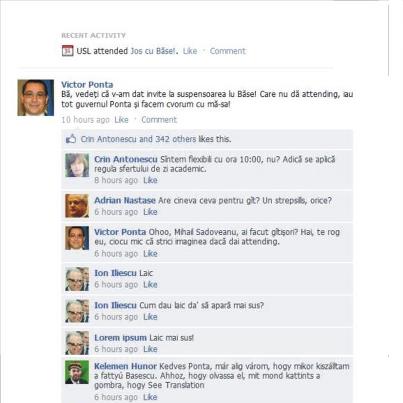 RECENT ACTIVITY
USL attended Jos cu Băse!. Like · Comment
Victor Ponta
Bă, vedeți că v-am dat invite la suspensoarea lu Băse! Care nu dă attending, iau
tot guvernul Ponta și facem cvorum cu mă-sa!
10 hours ago Like · Comment
Crin Antonescu and 342 others likes this.
Crin Antonescu Sîntem flexibili cu ora 10:00, nu? Adică se aplică
regula sfertului de zi academic.
8 hours ago Like
Adrian Nastase Are cineva ceva pentru gît? Un strepsils, orice?
6 hours ago Like
Victor Ponta Ohoo, Mihail Sadoveanu, ai facut gîtișori? Hai, te rog
eu, ciocu mic că strici imaginea dacă dai attending.
6 hours ago Like
Ion Iliescu Laic
6 hours ago Like
Ion Iliescu Cum dau laic da' să apară mai sus?
6 hours ago Like
Lorem ipsum Laic mai sus!
6 hours ago Like
Kelemen Hunor Kedves Ponta, már alig várom, hogy mikor kiszálltam
a fattyú Basescu. Ahhoz, hogy olvassa el, mit mond kattints a
gombra, hogy See Translation
6 hours ago Like